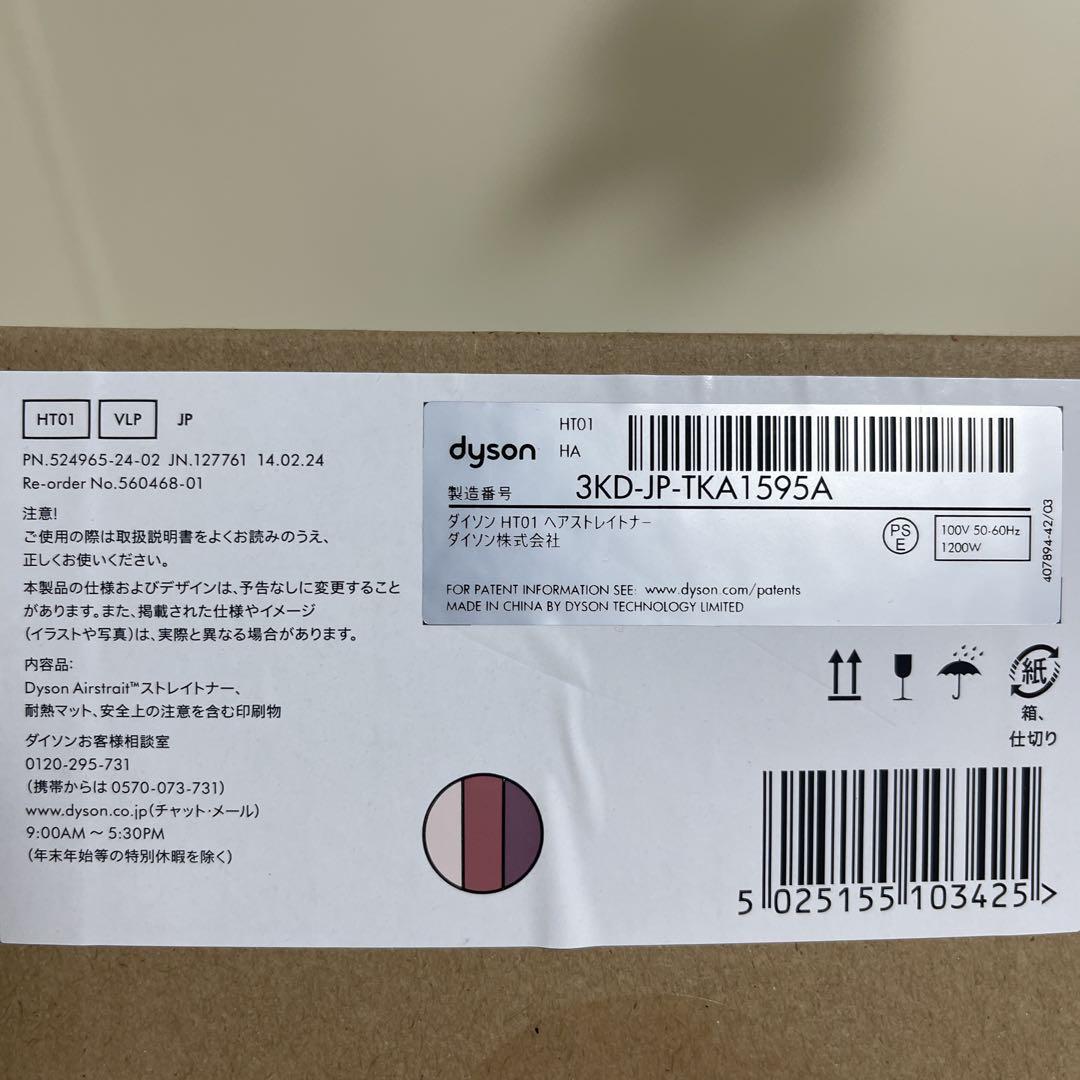 HT01 VLP JP
PN.524965-24-02 JN.127761 14.02.24
Re-order No.560468-01
注意!
ご使用の際は取扱説明書をよくお読みのうえ、
正しくお使いください。
本製品の仕様およびデザインは、予告なしに変更すること
があります。また、掲載された仕様やイメージ
(イラストや写真)は、実際と異なる場合があります。
内容品:
Dyson Airstrait™ストレイトナー、
耐熱マット、安全上の注意を含む印刷物
ダイソンお客様相談室
0120-295-731
(携帯からは 0570-073-731)
www.dyson.co.jp(チャット・メール)
9:00AM ～ 5:30PM
(年末年始等の特別休暇を除く)
dyson
HT01
HA
製造番号 3KD-JP-TKA1595A
ダイソン HT01 ヘアストレイトナー
ダイソン株式会社
PS
E
100V 50-60Hz
1200W
FOR PATENT INFORMATION SEE: www.dyson.com/patents
MADE IN CHINA BY DYSON TECHNOLOGY LIMITED
407894-42/03
紙
箱、
仕切り
5 025155 103425 >